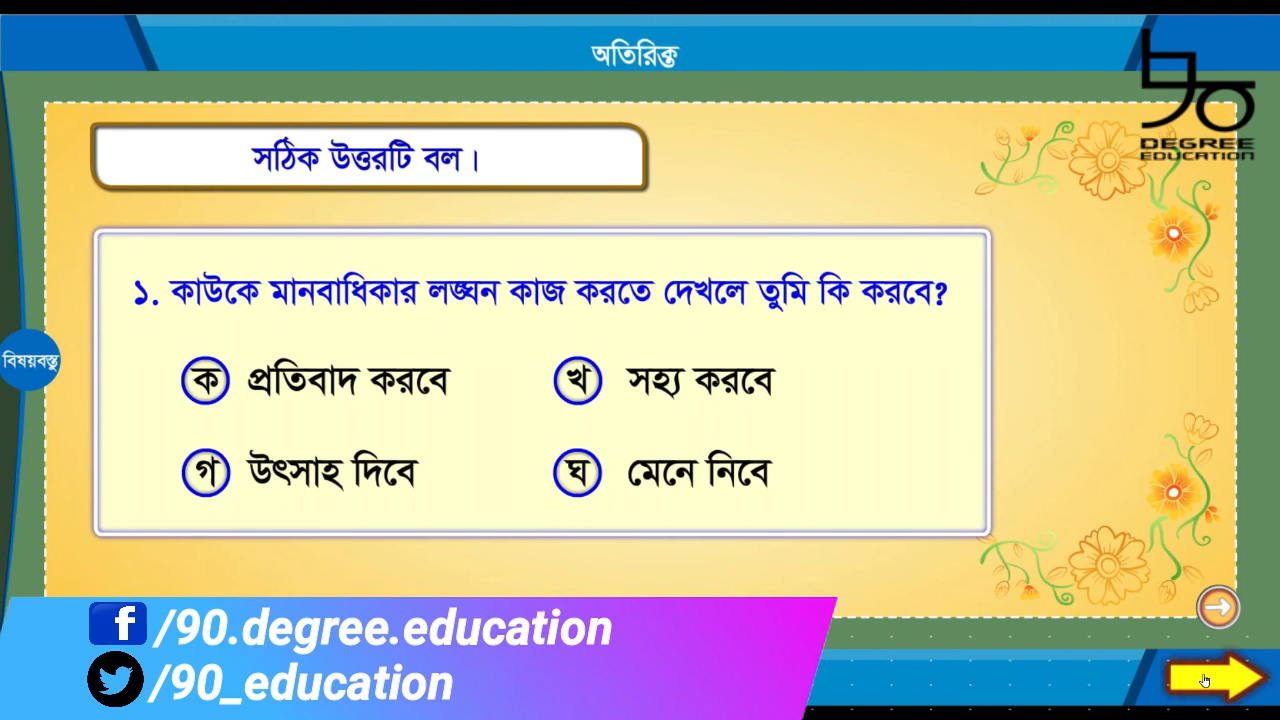 অতিরিক্ত
DEGREE
EDUCATION
সঠিক উত্তরটি বল।
১. কাউকে মানবাধিকার লঙ্ঘন কাজ করতে দেখলে তুমি কি করবে?
ক প্রতিবাদ করবে
খ সহ্য করবে
গ উৎসাহ দিবে
ঘ মেনে নিবে
বিষয়বস্তু
/90.degree.education
/90_education